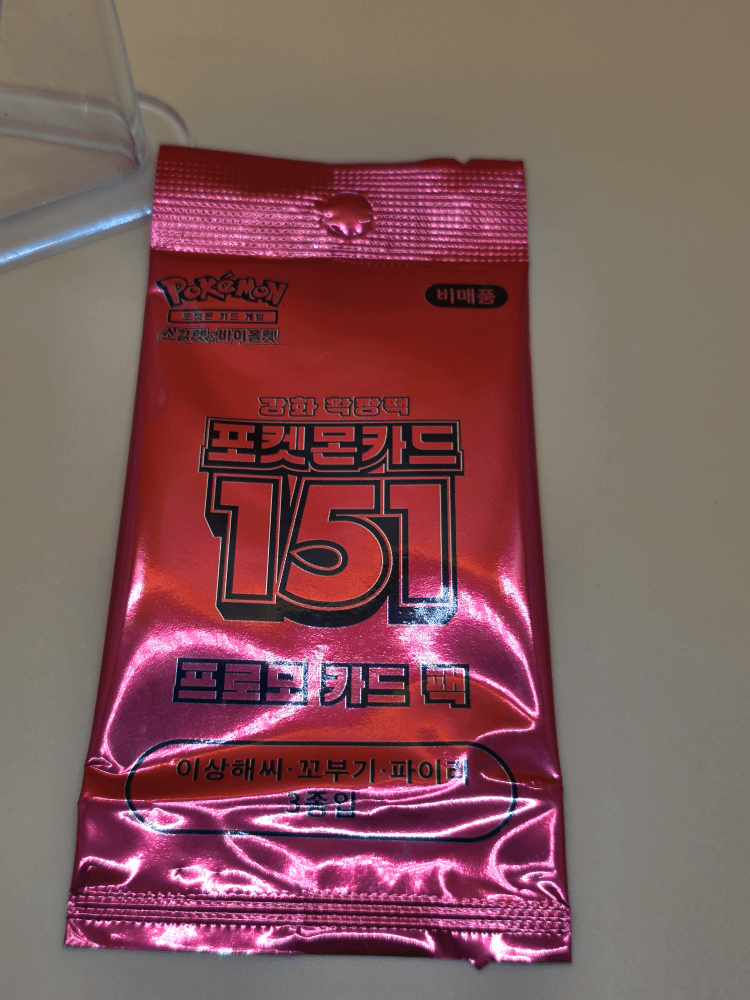 Pokémon
비매품
포켓몬 카드 게임
스칼렛&바이올렛
강화 확장팩
포켓몬카드
151
프로모 카드 팩
이상해씨·꼬부기·파이리
3종입